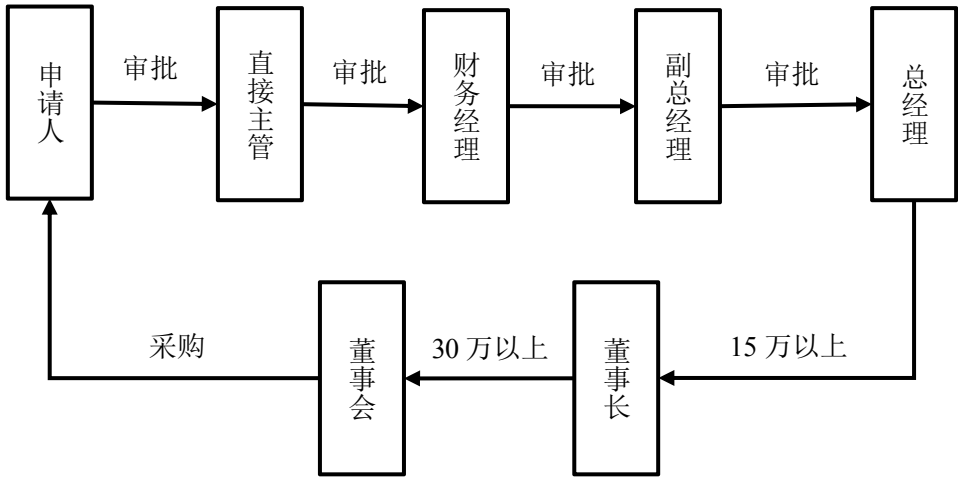 申请人
审批
直接主管
审批
财务经理
审批
副总经理
审批
总经理
采购
董事会
30 万以上
董事长
15 万以上